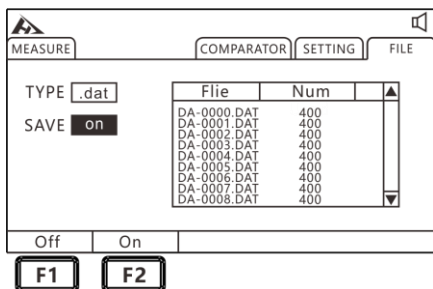 MEASURE COMPARATOR SETTING FILE
TYPE .dat
SAVE on
Flie Num
DA-0000.DAT 400
DA-0001.DAT 400
DA-0002.DAT 400
DA-0003.DAT 400
DA-0004.DAT 400
DA-0005.DAT 400
DA-0006.DAT 400
DA-0007.DAT 400
DA-0008.DAT 400
Off On
F1 F2